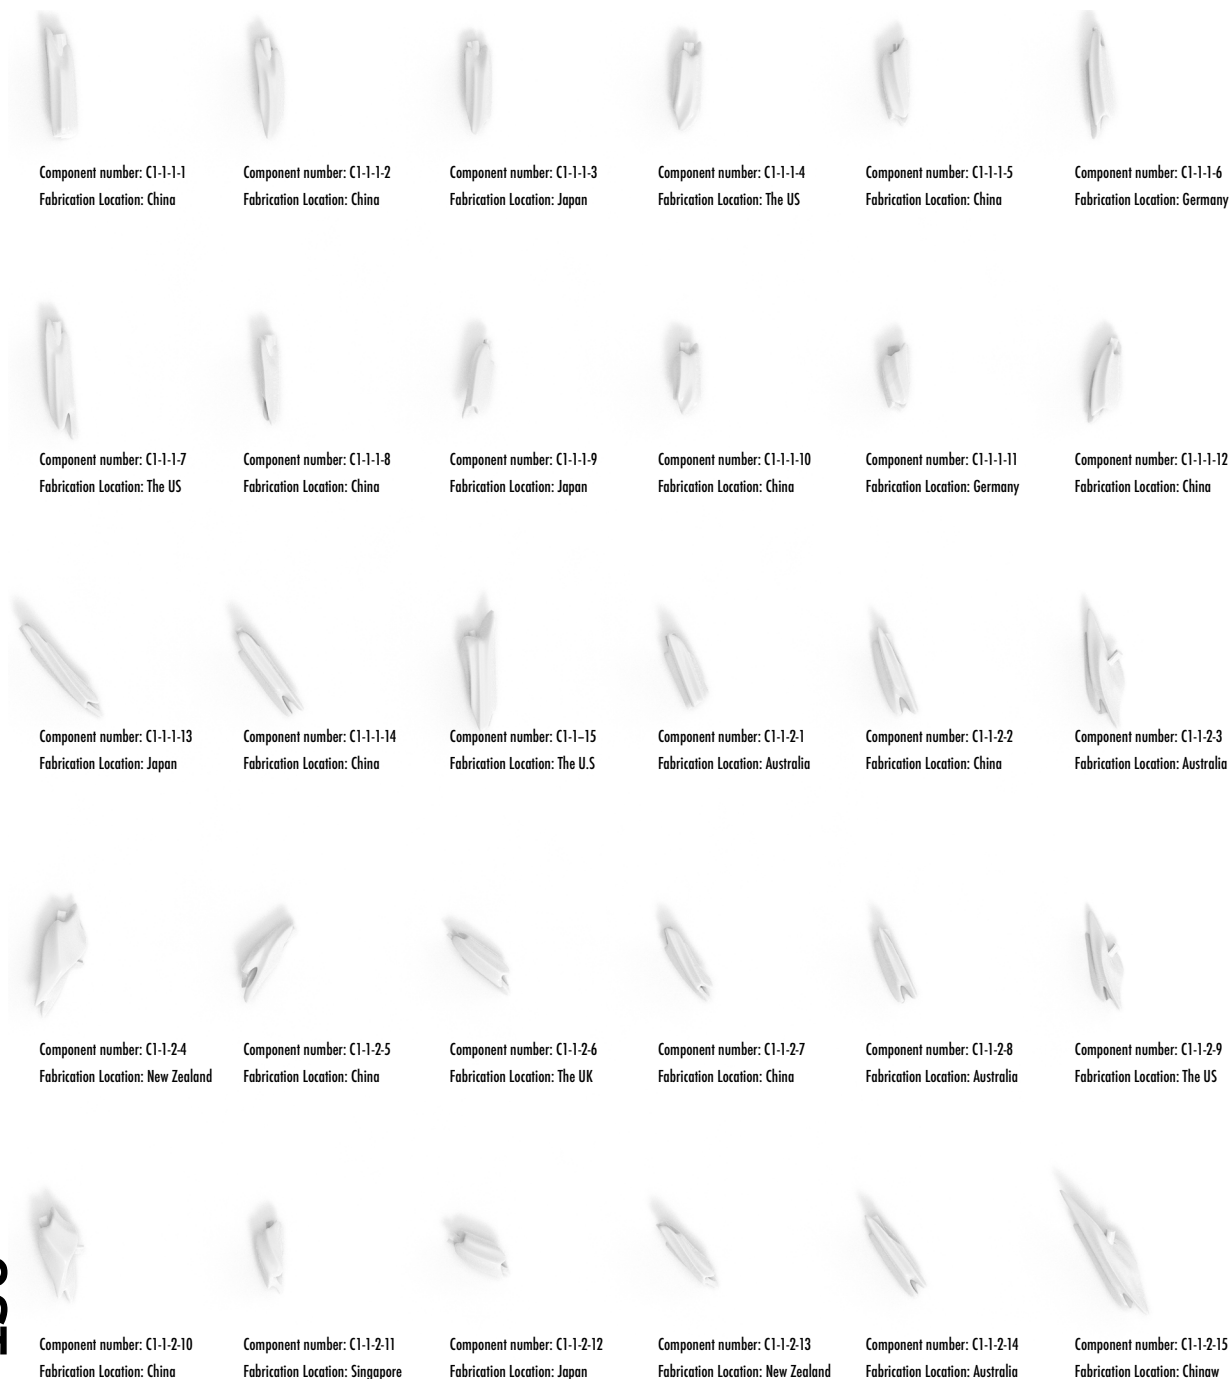 Component number: C1-1-1-1
Fabrication Location: China
Component number: C1-1-1-2
Fabrication Location: China
Component number: C1-1-1-3
Fabrication Location: Japan
Component number: C1-1-1-4
Fabrication Location: The US
Component number: C1-1-1-5
Fabrication Location: China
Component number: C1-1-1-6
Fabrication Location: Germany
Component number: C1-1-1-7
Fabrication Location: The US
Component number: C1-1-1-8
Fabrication Location: China
Component number: C1-1-1-9
Fabrication Location: Japan
Component number: C1-1-1-10
Fabrication Location: China
Component number: C1-1-1-11
Fabrication Location: Germany
Component number: C1-1-1-12
Fabrication Location: China
Component number: C1-1-1-13
Fabrication Location: Japan
Component number: C1-1-1-14
Fabrication Location: China
Component number: C1-1–15
Fabrication Location: The U.S
Component number: C1-1-2-1
Fabrication Location: Australia
Component number: C1-1-2-2
Fabrication Location: China
Component number: C1-1-2-3
Fabrication Location: Australia
Component number: C1-1-2-4
Fabrication Location: New Zealand
Component number: C1-1-2-5
Fabrication Location: China
Component number: C1-1-2-6
Fabrication Location: The UK
Component number: C1-1-2-7
Fabrication Location: China
Component number: C1-1-2-8
Fabrication Location: Australia
Component number: C1-1-2-9
Fabrication Location: The US
Component number: C1-1-2-10
Fabrication Location: China
Component number: C1-1-2-11
Fabrication Location: Singapore
Component number: C1-1-2-12
Fabrication Location: Japan
Component number: C1-1-2-13
Fabrication Location: New Zealand
Component number: C1-1-2-14
Fabrication Location: Australia
Component number: C1-1-2-15
Fabrication Location: Chinaw